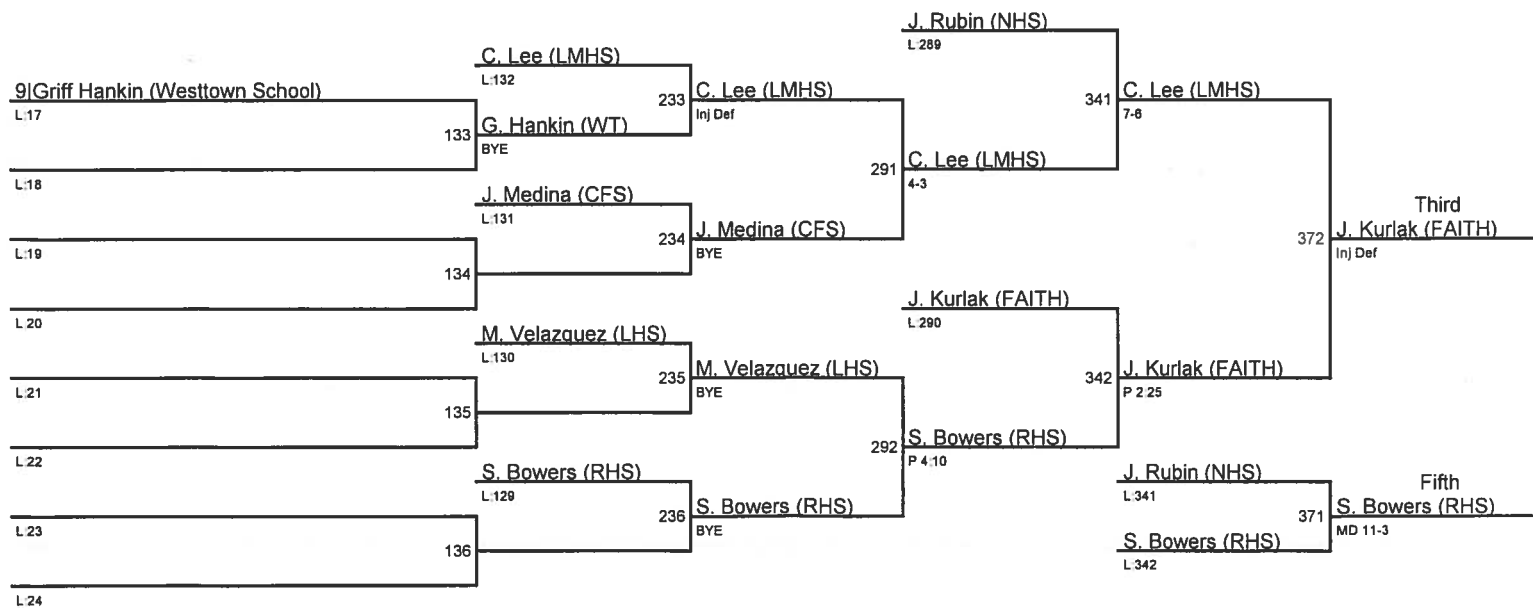 J. Rubin (NHS)
L:289
C. Lee (LMHS)
L:132
9|Griff Hankin (Westtown School)
L:17
233
C. Lee (LMHS)
Inj Def
341
C. Lee (LMHS)
7-6
133
G. Hankin (WT)
BYE
L:18
291
C. Lee (LMHS)
4-3
J. Medina (CFS)
L:131
L:19
234
J. Medina (CFS)
BYE
Third
372
J. Kurlak (FAITH)
Inj Def
134
L:20
J. Kurlak (FAITH)
L:290
M. Velazquez (LHS)
L:130
L:21
235
M. Velazquez (LHS)
BYE
342
J. Kurlak (FAITH)
P 2:25
135
L:22
292
S. Bowers (RHS)
P 4:10
S. Bowers (RHS)
L:129
J. Rubin (NHS)
L:341
L:23
236
S. Bowers (RHS)
BYE
Fifth
371
S. Bowers (RHS)
MD 11-3
136
S. Bowers (RHS)
L:342
L:24